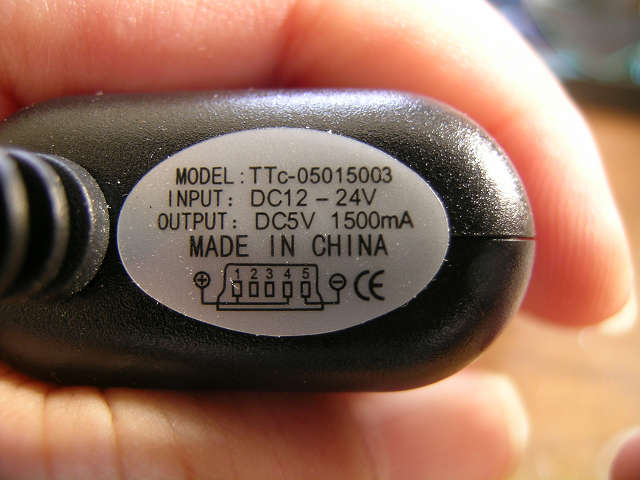 MODEL:TTc-05015003
INPUT: DC12-24V
OUTPUT: DC5V 1500mA
MADE IN CHINA
+ 1 2 3 4 5 - CE